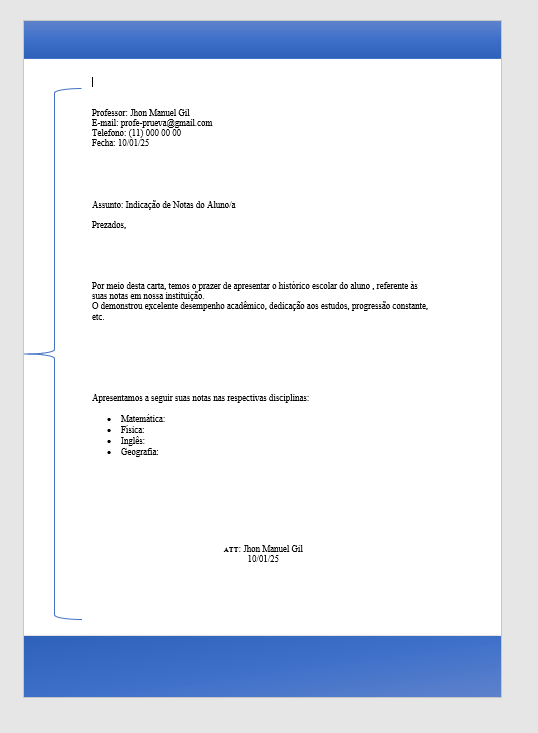 Professor: Jhon Manuel Gil
E-mail: profe-prueva@gmail.com
Telefono: (11) 000 00 00
Fecha: 10/01/25
Assunto: Indicação de Notas do Aluno/a
Prezados,
Por meio desta carta, temos o prazer de apresentar o histórico escolar do aluno , referente às
suas notas em nossa instituição.
O demonstrou excelente desempenho acadêmico, dedicação aos estudos, progressão constante,
etc.
Apresentamos a seguir suas notas nas respectivas disciplinas:
• Matemática:
• Física:
• Inglês:
• Geografia:
ATT: Jhon Manuel Gil
10/01/25